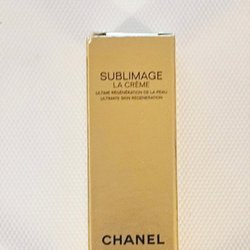 SUBLIMAGE
LA CRÈME
ULTIME RÉGÉNÉRATION DE LA PEAU
ULTIMATE SKIN REGENERATION
CHANEL